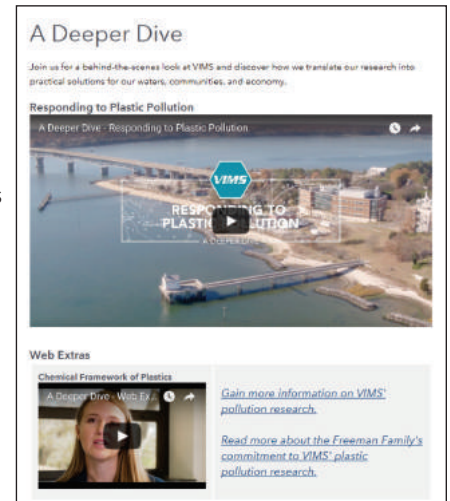 A Deeper Dive
Join us for a behind-the-scenes look at VIMS and discover how we translate our research into
practical solutions for our waters, communities, and economy.
Responding to Plastic Pollution
A Deeper Dive - Responding to Plastic Pollution
VIMS
RESPONDING TO
PLASTIC POLLUTION
A DEEPER DIVE
Web Extras
Chemical Framework of Plastics
A Deeper Dive - Web Ex...
Gain more information on VIMS'
pollution research.
Read more about the Freeman Family's
commitment to VIMS' plastic
pollution research.
s